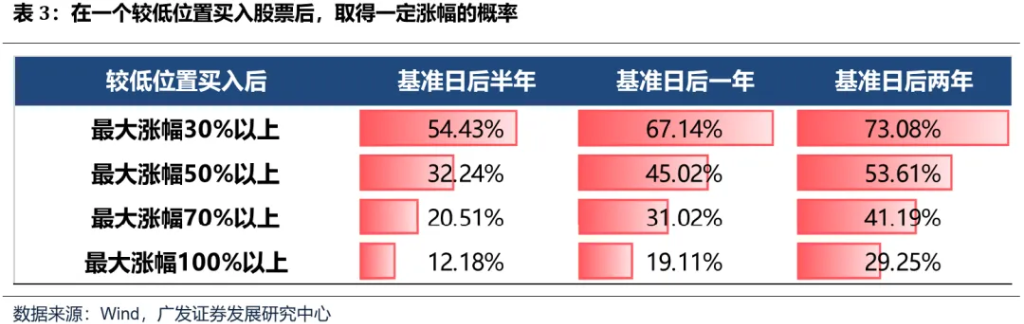 表 3：在一个较低位置买入股票后，取得一定涨幅的概率
较低位置买入后 基准日后半年 基准日后一年 基准日后两年
最大涨幅30%以上 54.43% 67.14% 73.08%
最大涨幅50%以上 32.24% 45.02% 53.61%
最大涨幅70%以上 20.51% 31.02% 41.19%
最大涨幅100%以上 12.18% 19.11% 29.25%
数据来源：Wind，广发证券发展研究中心